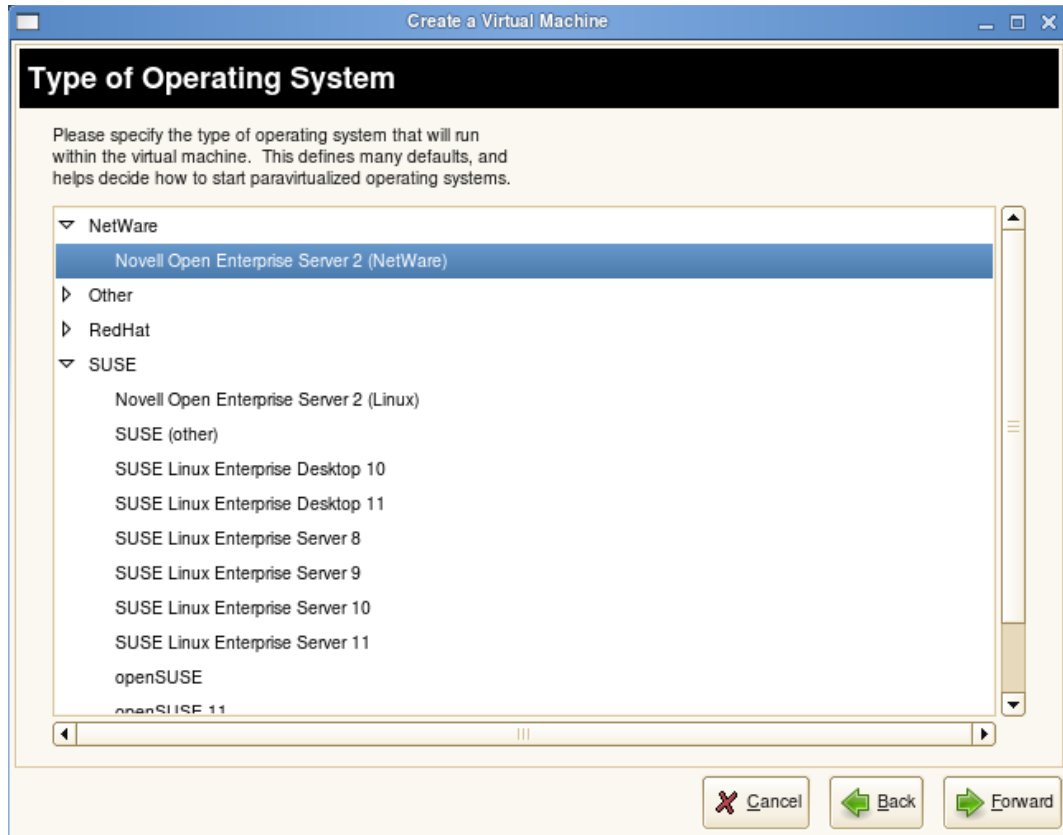 Create a Virtual Machine
Type of Operating System
Please specify the type of operating system that will run
within the virtual machine.  This defines many defaults, and
helps decide how to start paravirtualized operating systems.
NetWare
Novell Open Enterprise Server 2 (NetWare)
Other
RedHat
SUSE
Novell Open Enterprise Server 2 (Linux)
SUSE (other)
SUSE Linux Enterprise Desktop 10
SUSE Linux Enterprise Desktop 11
SUSE Linux Enterprise Server 8
SUSE Linux Enterprise Server 9
SUSE Linux Enterprise Server 10
SUSE Linux Enterprise Server 11
openSUSE
openSUSE 11
Cancel
Back
Forward